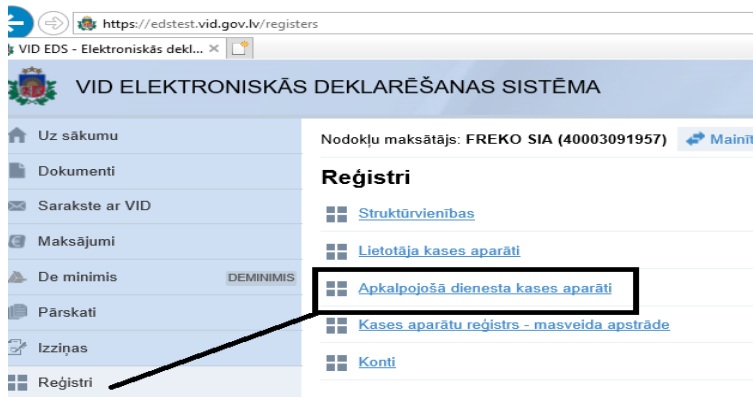 https://edstest.vid.gov.lv/registers
VID EDS - Elektroniskās dekl...
VID ELEKTRONISKĀS DEKLARĒŠANAS SISTĒMA
Uz sākumu
Dokumenti
Sarakste ar VID
Maksājumi
De minimis DEMINIMIS
Pārskati
Izziņas
Reģistri
Nodokļu maksātājs: FREKO SIA (40003091957) Mainīt
Reģistri
Struktūrvienības
Lietotāja kases aparāti
Apkalpojošā dienesta kases aparāti
Kases aparātu reģistrs - masveida apstrāde
Konti